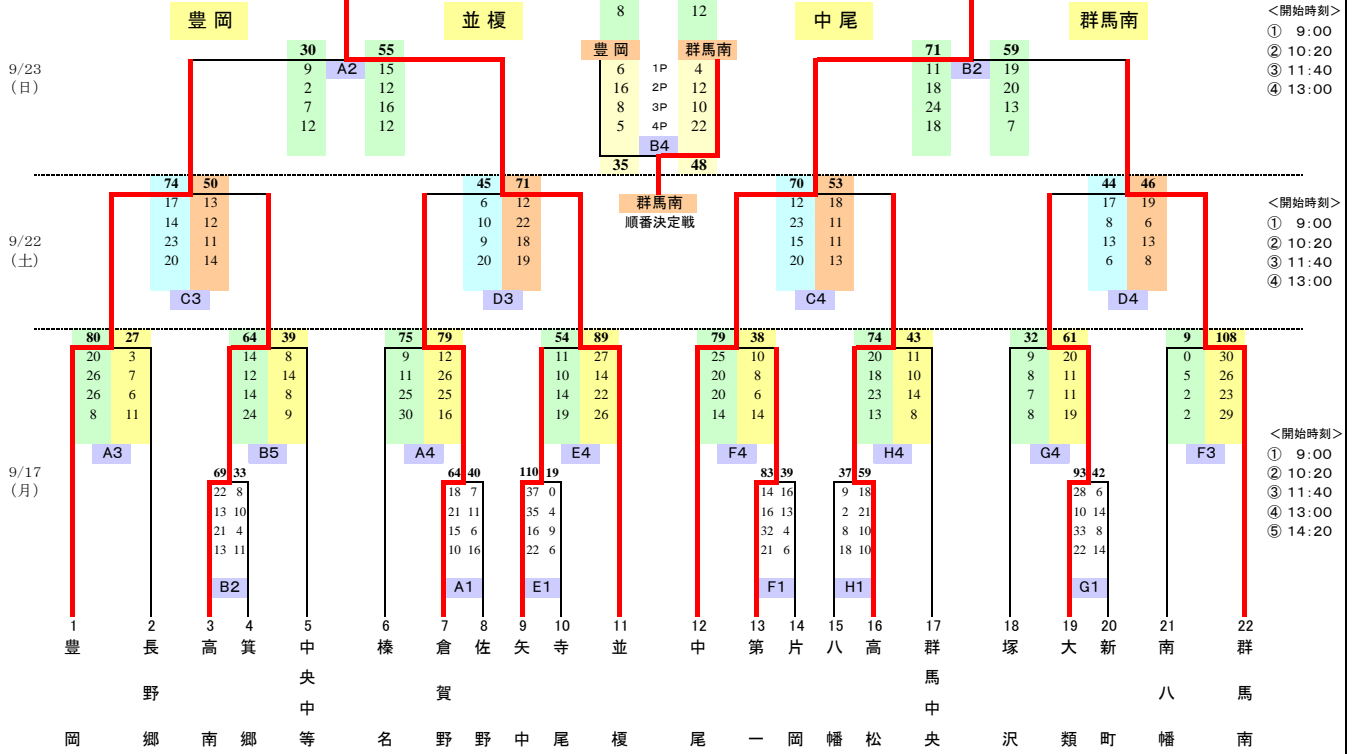 8 12
豊岡 並榎 中尾 群馬南
<開始時刻>
① 9:00
② 10:20
③ 11:40
④ 13:00
9/23
(日)
30 A2 55
9 15
2 12
7 16
12 12
豊岡 群馬南
6 1P 4
16 2P 12
8 3P 10
5 4P 22
B4
35 48
群馬南
順番決定戦
71 B2 59
11 19
18 20
24 13
18 7
9/22
(土)
74 50
17 13
14 12
23 11
20 14
C3
45 71
6 12
10 22
9 18
20 19
D3
70 53
12 18
23 11
15 11
20 13
C4
44 46
17 19
8 6
13 13
6 8
D4
<開始時刻>
① 9:00
② 10:20
③ 11:40
④ 13:00
9/17
(月)
80 27
20 3
26 7
26 6
8 11
A3
64 39
14 8
12 14
14 8
24 9
B5
75 79
9 12
11 26
25 25
30 16
A4
54 89
11 27
10 14
14 22
19 26
E4
79 38
25 10
20 8
20 6
14 14
F4
74 43
20 11
18 10
23 14
13 8
H4
32 61
9 20
8 11
7 11
8 19
G4
9 108
0 30
5 26
2 23
2 29
F3
<開始時刻>
① 9:00
② 10:20
③ 11:40
④ 13:00
⑤ 14:20
69 33
22 8
13 10
21 4
13 11
B2
64 40
18 7
21 11
15 6
10 16
A1
110 19
37 0
35 4
16 9
22 6
E1
83 39
14 16
16 13
32 4
21 6
F1
37 59
9 18
2 21
8 10
18 10
H1
93 42
28 6
10 14
33 8
22 14
G1
1 豊岡
2 長野郷
3 高南
4 箕郷
5 中央中等
6 榛名
7 倉賀野
8 佐野
9 矢中
10 寺尾
11 並榎
12 中尾
13 第一
14 片岡
15 八幡
16 高松
17 群馬中央
18 塚沢
19 大類
20 新町
21 南八幡
22 群馬南